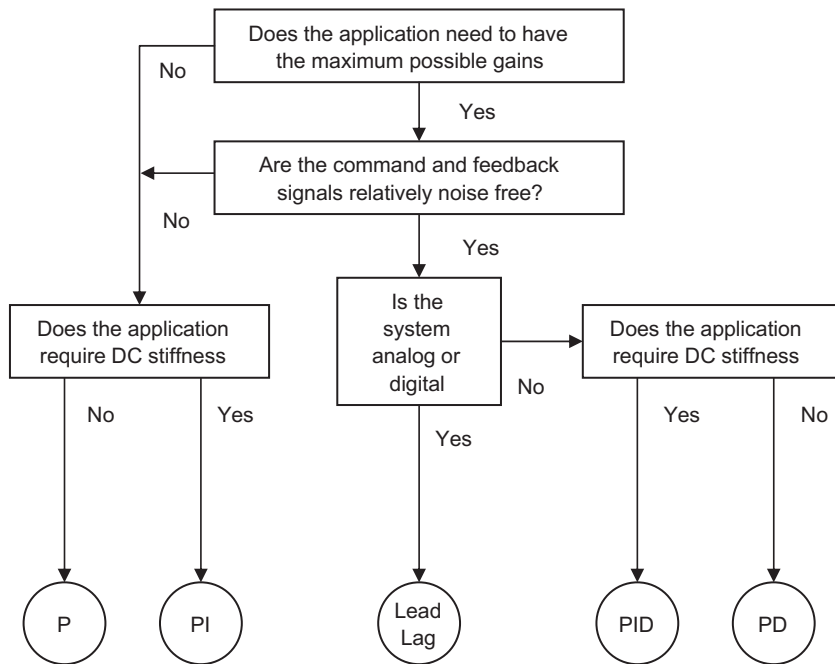 Does the application need to have
the maximum possible gains
No
Yes
Are the command and feedback
signals relatively noise free?
No
Yes
Does the application
require DC stiffness
Is the
system
analog or
digital
No
Does the application
require DC stiffness
No
Yes
Yes
Yes
No
P
PI
Lead
Lag
PID
PD